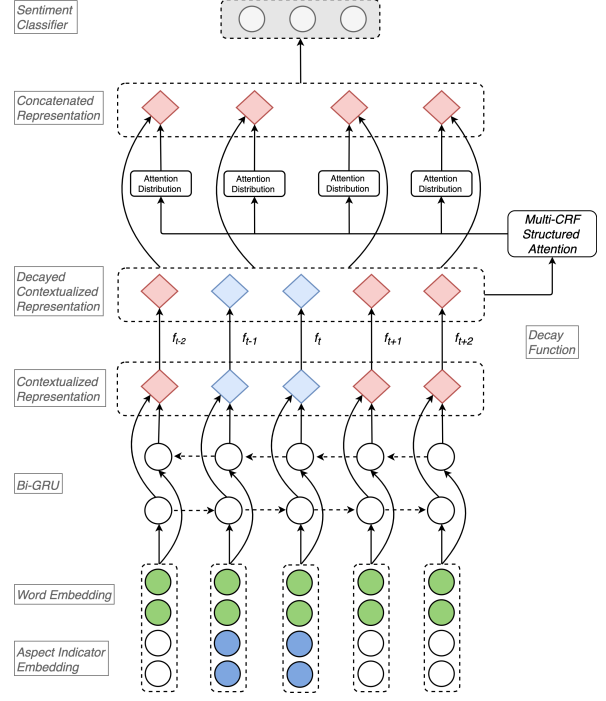 Sentiment
Classifier
Concatenated
Representation
Attention
Distribution
Attention
Distribution
Attention
Distribution
Attention
Distribution
Multi-CRF
Structured
Attention
Decayed
Contextualized
Representation
f_{t-2}
f_{t-1}
f_t
f_{t+1}
f_{t+2}
Decay
Function
Contextualized
Representation
Bi-GRU
Word Embedding
Aspect Indicator
Embedding